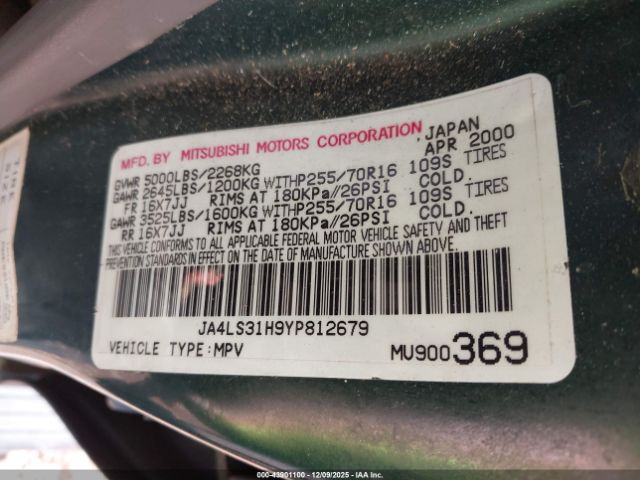 MFD. BY MITSUBISHI MOTORS CORPORATION JAPAN
APR 2000
GVWR 5000LBS/2268KG
GAWR 2645LBS/1200KG WITHP255/70R16 109S TIRES
FR 16X7JJ RIMS AT 180KPa//26PSI COLD.
GAWR 3525LBS/1600KG WITHP255/70R16 109S TIRES
RR 16X7JJ RIMS AT 180KPa//26PSI COLD.
THIS VEHICLE CONFORMS TO ALL APPLICABLE FEDERAL MOTOR VEHICLE SAFETY AND THEFT
PREVENTION STANDARDS IN EFFECT ON THE DATE OF MANUFACTURE SHOWN ABOVE.
JA4LS31H9YP812679
VEHICLE TYPE:MPV MU900369
000-43901100 - 12/09/2025 - IAAI.COM